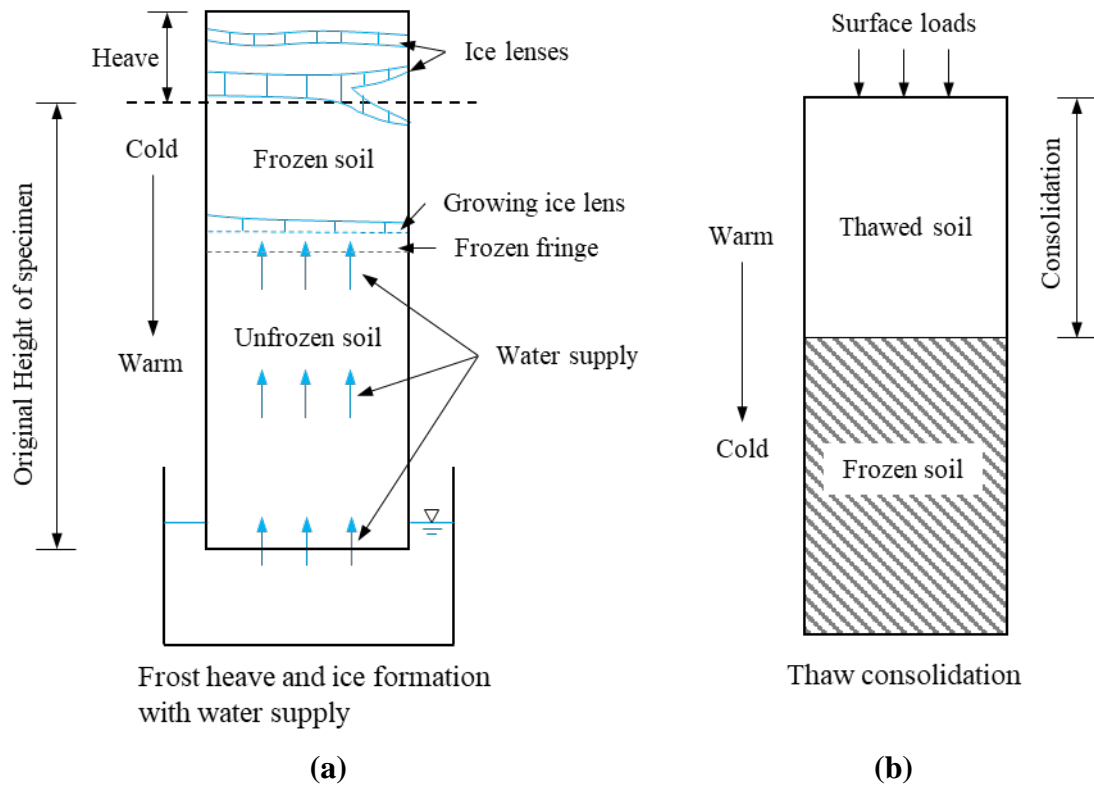 Heave
Ice lenses
Cold
Frozen soil
Original Height of specimen
Growing ice lens
Frozen fringe
Unfrozen soil
Warm
Water supply
Frost heave and ice formation
with water supply
(a)
Surface loads
Consolidation
Thawed soil
Warm
Cold
Frozen soil
Thaw consolidation
(b)